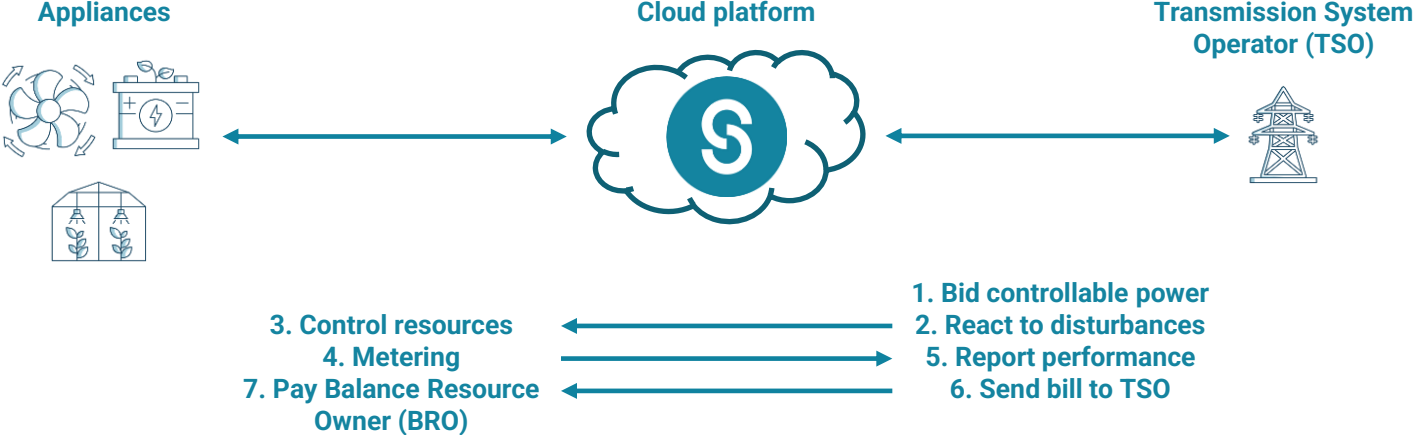 Appliances
Cloud platform
Transmission System
Operator (TSO)
S
1. Bid controllable power
3. Control resources
2. React to disturbances
4. Metering
5. Report performance
7. Pay Balance Resource
6. Send bill to TSO
Owner (BRO)